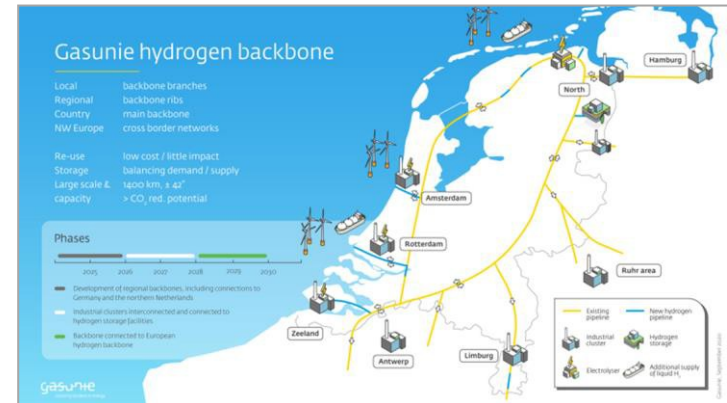 Gasunie hydrogen backbone
Local backbone branches
Regional backbone ribs
Country main backbone
NW Europe cross border networks
Re-use low cost / little impact
Storage balancing demand / supply
Large scale & 1400 km, ± 42"
capacity > CO₂ red. potential
Phases
2025 2026 2027 2028 2029 2030
Development of regional backbones, including connections to
Germany and the northern Netherlands
Industrial clusters interconnected and connected to
hydrogen storage facilities
Backbone connected to European
hydrogen backbone
gasunie
Hamburg
North
Amsterdam
Rotterdam
Ruhr area
Zeeland
Antwerp
Limburg
Existing
pipeline
New hydrogen
pipeline
Industrial
cluster
Hydrogen
storage
Electrolyser
Additional supply
of liquid H₂